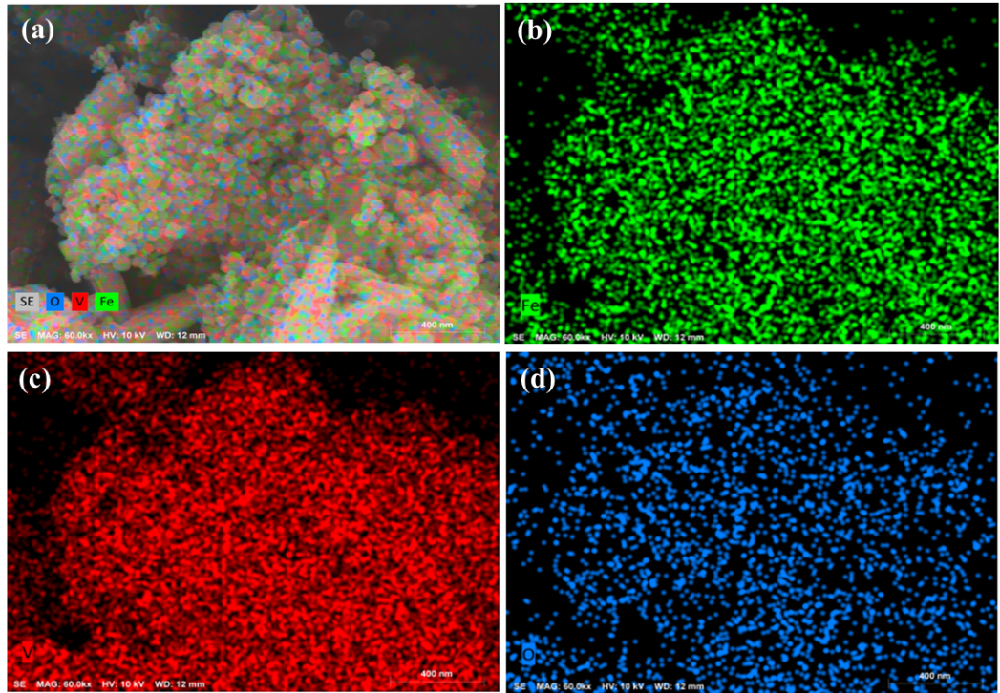 (a)
SE O V Fe
400 nm
SE MAG: 60.0kx HV: 10 kV WD: 12 mm
(b)
Fe
400 nm
SE MAG: 60.0kx HV: 10 kV WD: 12 mm
(c)
V
400 nm
SE MAG: 60.0kx HV: 10 kV WD: 12 mm
(d)
O
400 nm
SE MAG: 60.0kx HV: 10 kV WD: 12 mm